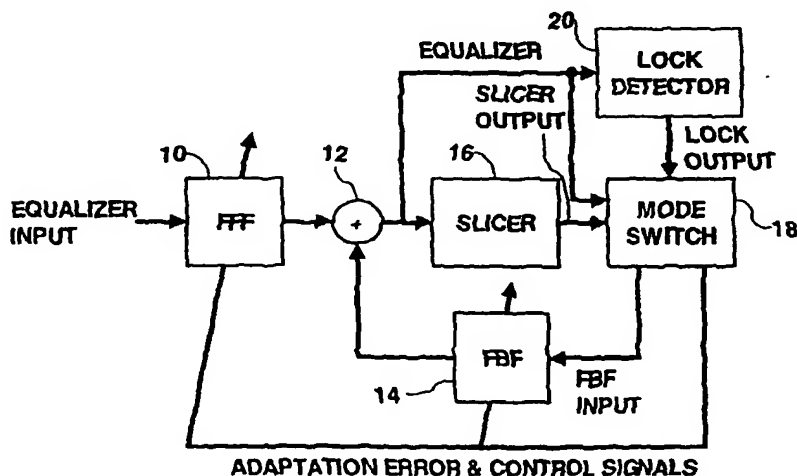 20
EQUALIZER
LOCK
DETECTOR
SLICER
OUTPUT
LOCK
OUTPUT
10
12
16
EQUALIZER
INPUT
FFF
+
SLICER
MODE
SWITCH
18
FBF
14
FBF
INPUT
ADAPTATION ERROR & CONTROL SIGNALS